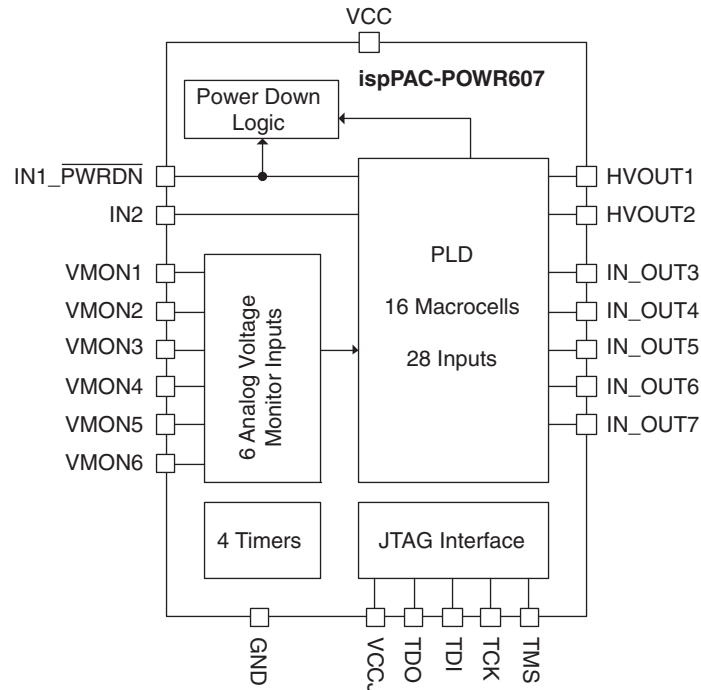 VCC
ispPAC-POWR607
Power Down
Logic
IN1_PWRDN
IN2
VMON1
VMON2
VMON3
VMON4
VMON5
VMON6
6 Analog Voltage
Monitor Inputs
PLD
16 Macrocells
28 Inputs
HVOUT1
HVOUT2
IN_OUT3
IN_OUT4
IN_OUT5
IN_OUT6
IN_OUT7
4 Timers
JTAG Interface
GND
VCCJ
TDO
TDI
TCK
TMS